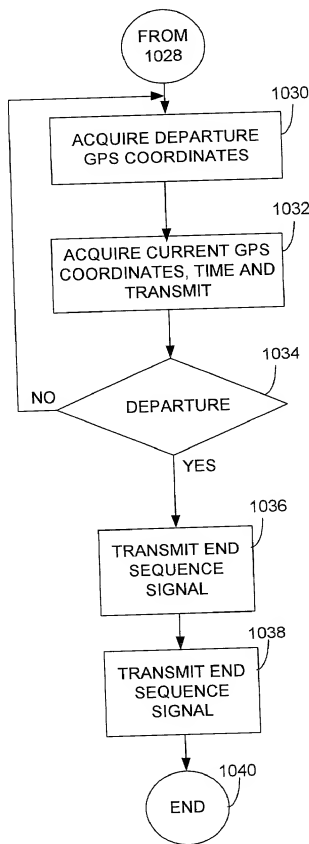 FROM
1028
1030
ACQUIRE DEPARTURE
GPS COORDINATES
1032
ACQUIRE CURRENT GPS
COORDINATES, TIME AND
TRANSMIT
1034
DEPARTURE
NO
YES
1036
TRANSMIT END
SEQUENCE
SIGNAL
1038
TRANSMIT END
SEQUENCE
SIGNAL
1040
END